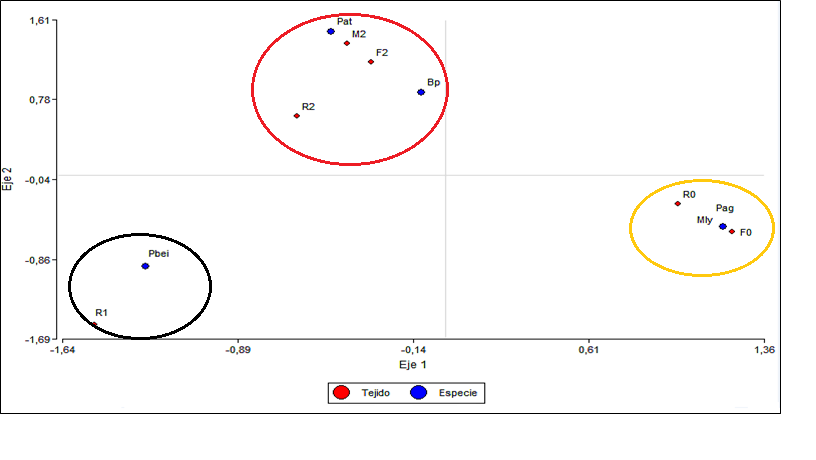 1,61
Pat
M2
F2
Bp
0,78
R2
Eje 2
-0,04
R0
Pag
Mly
F0
Pbei
-0,86
R1
-1,69
-1,64
-0,89
-0,14
0,61
1,36
Eje 1
Tejido
Especie